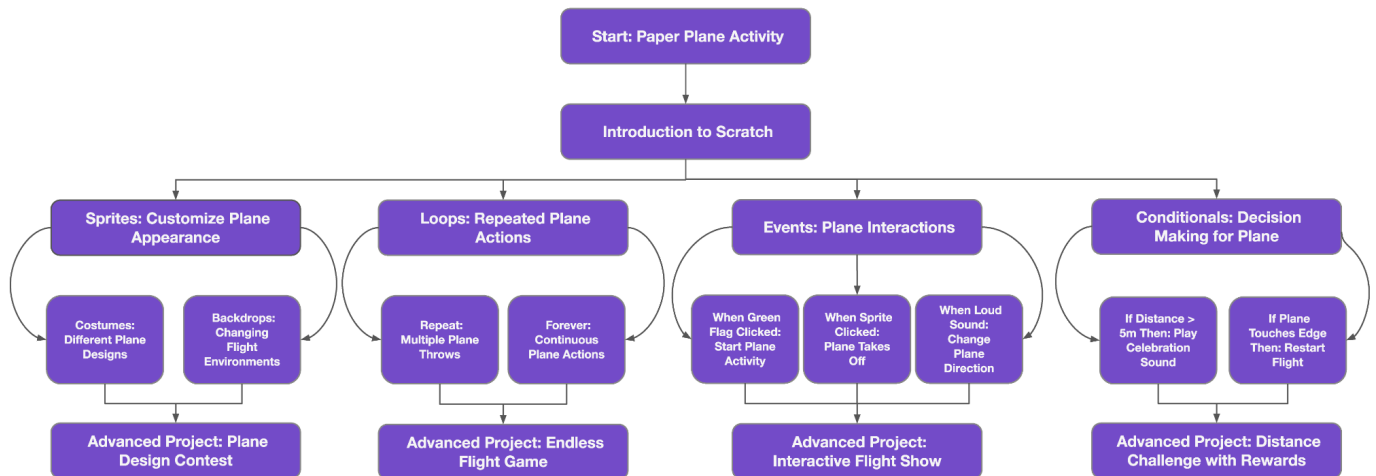 Start: Paper Plane Activity
Introduction to Scratch
Sprites: Customize Plane
Appearance
Loops: Repeated Plane
Actions
Events: Plane Interactions
Conditionals: Decision
Making for Plane
Costumes:
Different Plane
Designs
Backdrops:
Changing
Flight
Environments
Repeat:
Multiple Plane
Throws
Forever:
Continuous
Plane Actions
When Green
Flag Clicked:
Start Plane
Activity
When Sprite
Clicked:
Plane Takes
Off
When Loud
Sound:
Change
Plane
Direction
If Distance >
5m Then: Play
Celebration
Sound
If Plane
Touches Edge
Then: Restart
Flight
Advanced Project: Plane
Design Contest
Advanced Project: Endless
Flight Game
Advanced Project:
Interactive Flight Show
Advanced Project: Distance
Challenge with Rewards